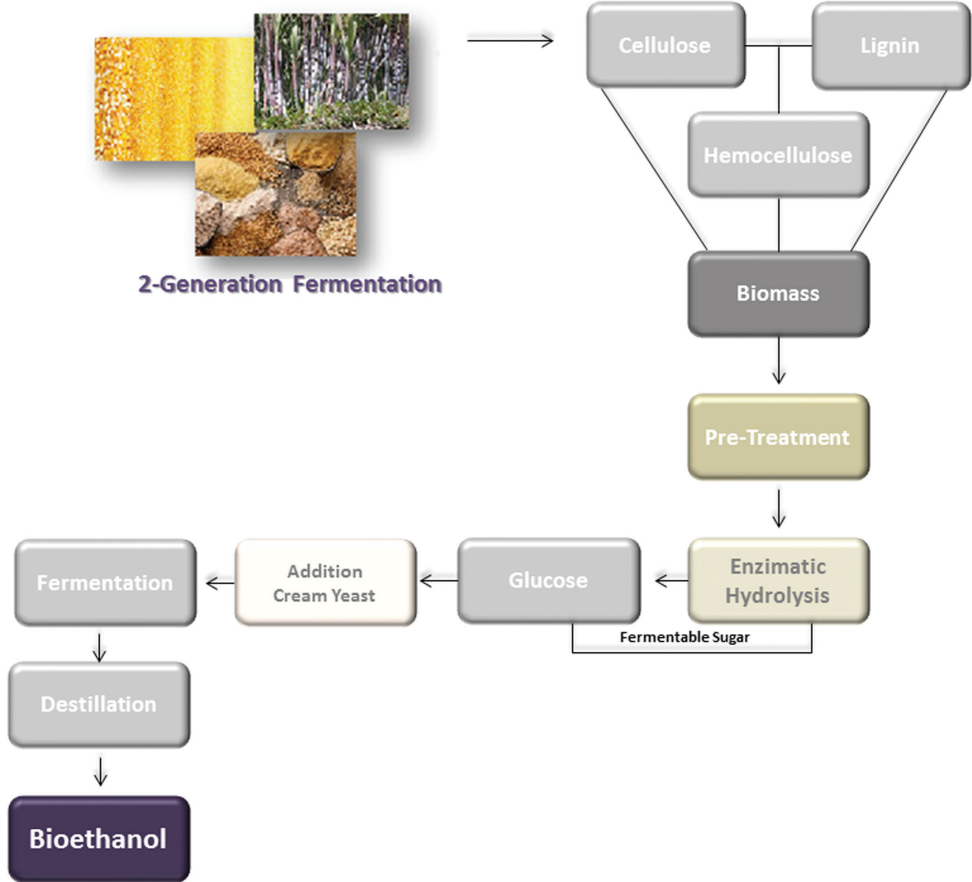 Cellulose
Lignin
Hemocellulose
2-Generation Fermentation
Biomass
Pre-Treatment
Enzimatic
Hydrolysis
Fermentable Sugar
Glucose
Addition
Cream Yeast
Fermentation
Destillation
Bioethanol